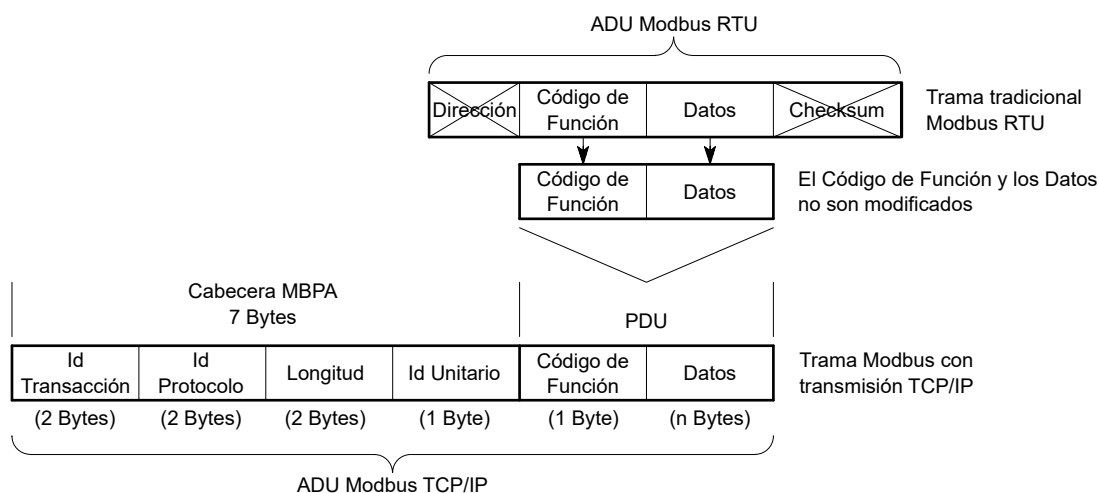 ADU Modbus RTU
Dirección
Código de
Función
Datos
Checksum
Trama tradicional
Modbus RTU
Código de
Función
Datos
El Código de Función y los Datos
no son modificados
Cabecera MBPA
7 Bytes
PDU
Id
Transacción
Id
Protocolo
Longitud
Id Unitario
Código de
Función
Datos
Trama Modbus con
transmisión TCP/IP
(2 Bytes)
(2 Bytes)
(2 Bytes)
(1 Byte)
(1 Byte)
(n Bytes)
ADU Modbus TCP/IP